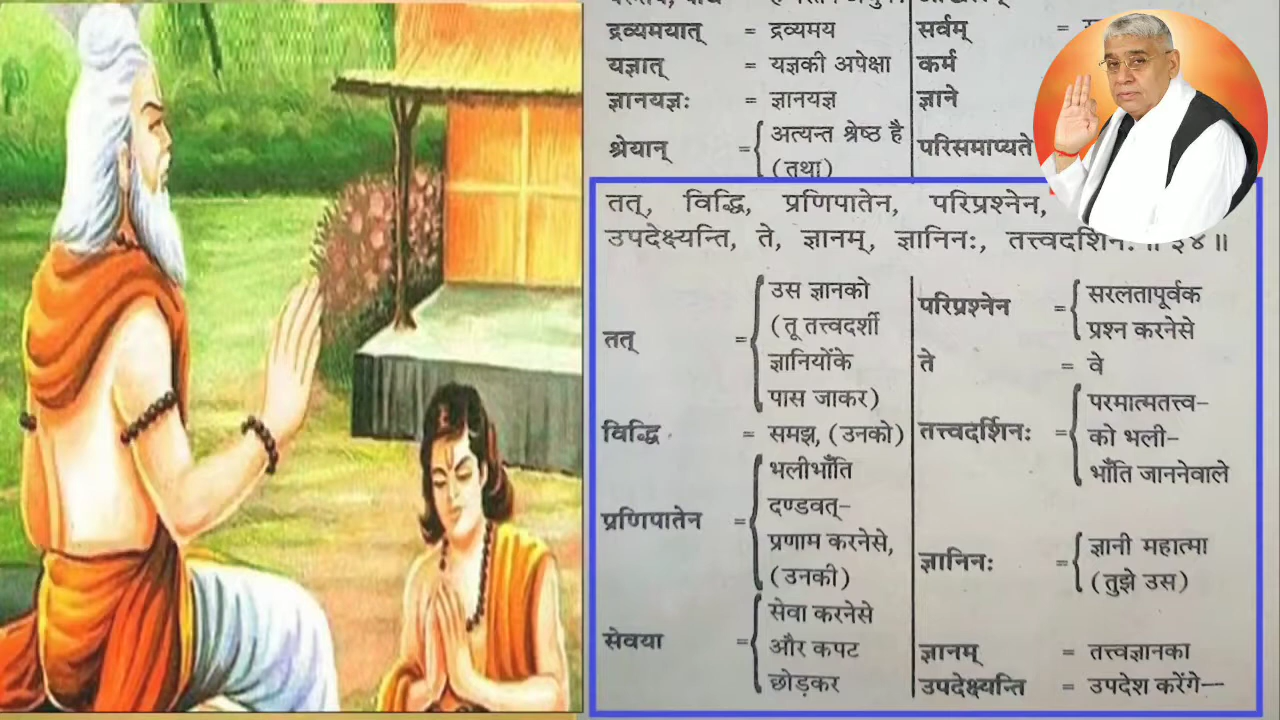 द्रव्यमयात् = द्रव्यमय
यज्ञात् = यज्ञकी अपेक्षा
ज्ञानयज्ञः = ज्ञानयज्ञ
श्रेयान् = अत्यन्त श्रेष्ठ है
(तथा)
सर्वम् =
कर्म
ज्ञाने
परिसमाप्यते
तत्, विद्धि, प्रणिपातेन, परिप्रश्नेन,
उपदेक्ष्यन्ति, ते, ज्ञानम्, ज्ञानिनः, तत्त्वदर्शिनः॥ ३४॥
उस ज्ञानको
(तू तत्त्वदर्शी
तत् = ज्ञानियोंके
पास जाकर)
विद्धि = समझ, (उनको)
भलीभाँति
दण्डवत्-
प्रणिपातेन = प्रणाम करनेसे,
(उनकी)
सेवा करनेसे
सेवया = और कपट
छोड़कर
परिप्रश्नेन = सरलतापूर्वक
प्रश्न करनेसे
ते = वे
परमात्मतत्त्व-
तत्त्वदर्शिनः = को भली-
भाँति जाननेवाले
ज्ञानिनः = ज्ञानी महात्मा
(तुझे उस)
ज्ञानम् = तत्त्वज्ञानका
उपदेक्ष्यन्ति = उपदेश करेंगे—